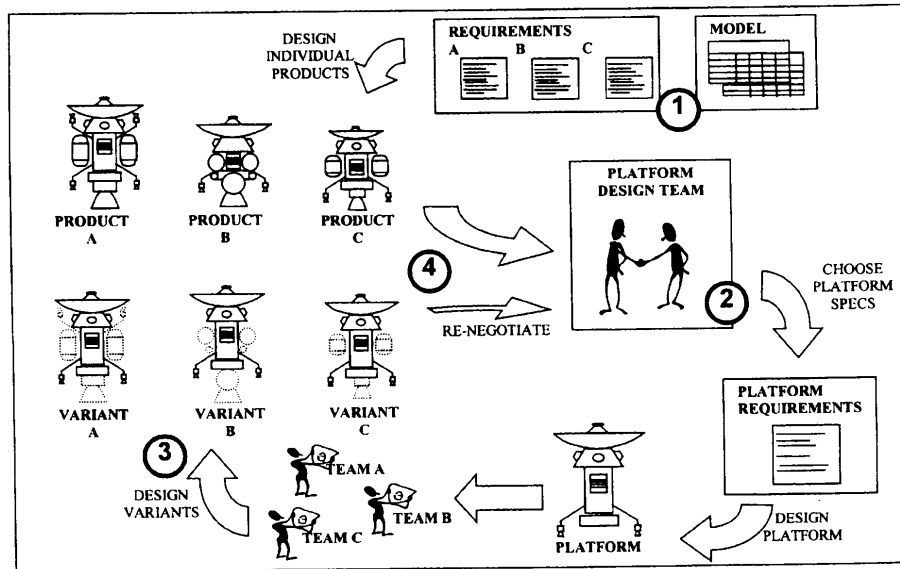 DESIGN
INDIVIDUAL
PRODUCTS
REQUIREMENTS
A B C
MODEL
1
PRODUCT
A
PRODUCT
B
PRODUCT
C
PLATFORM
DESIGN TEAM
2
4
RE-NEGOTIATE
CHOOSE
PLATFORM
SPECS
VARIANT
A
VARIANT
B
VARIANT
C
PLATFORM
REQUIREMENTS
3
DESIGN
VARIANTS
TEAM A
TEAM B
TEAM C
PLATFORM
DESIGN
PLATFORM